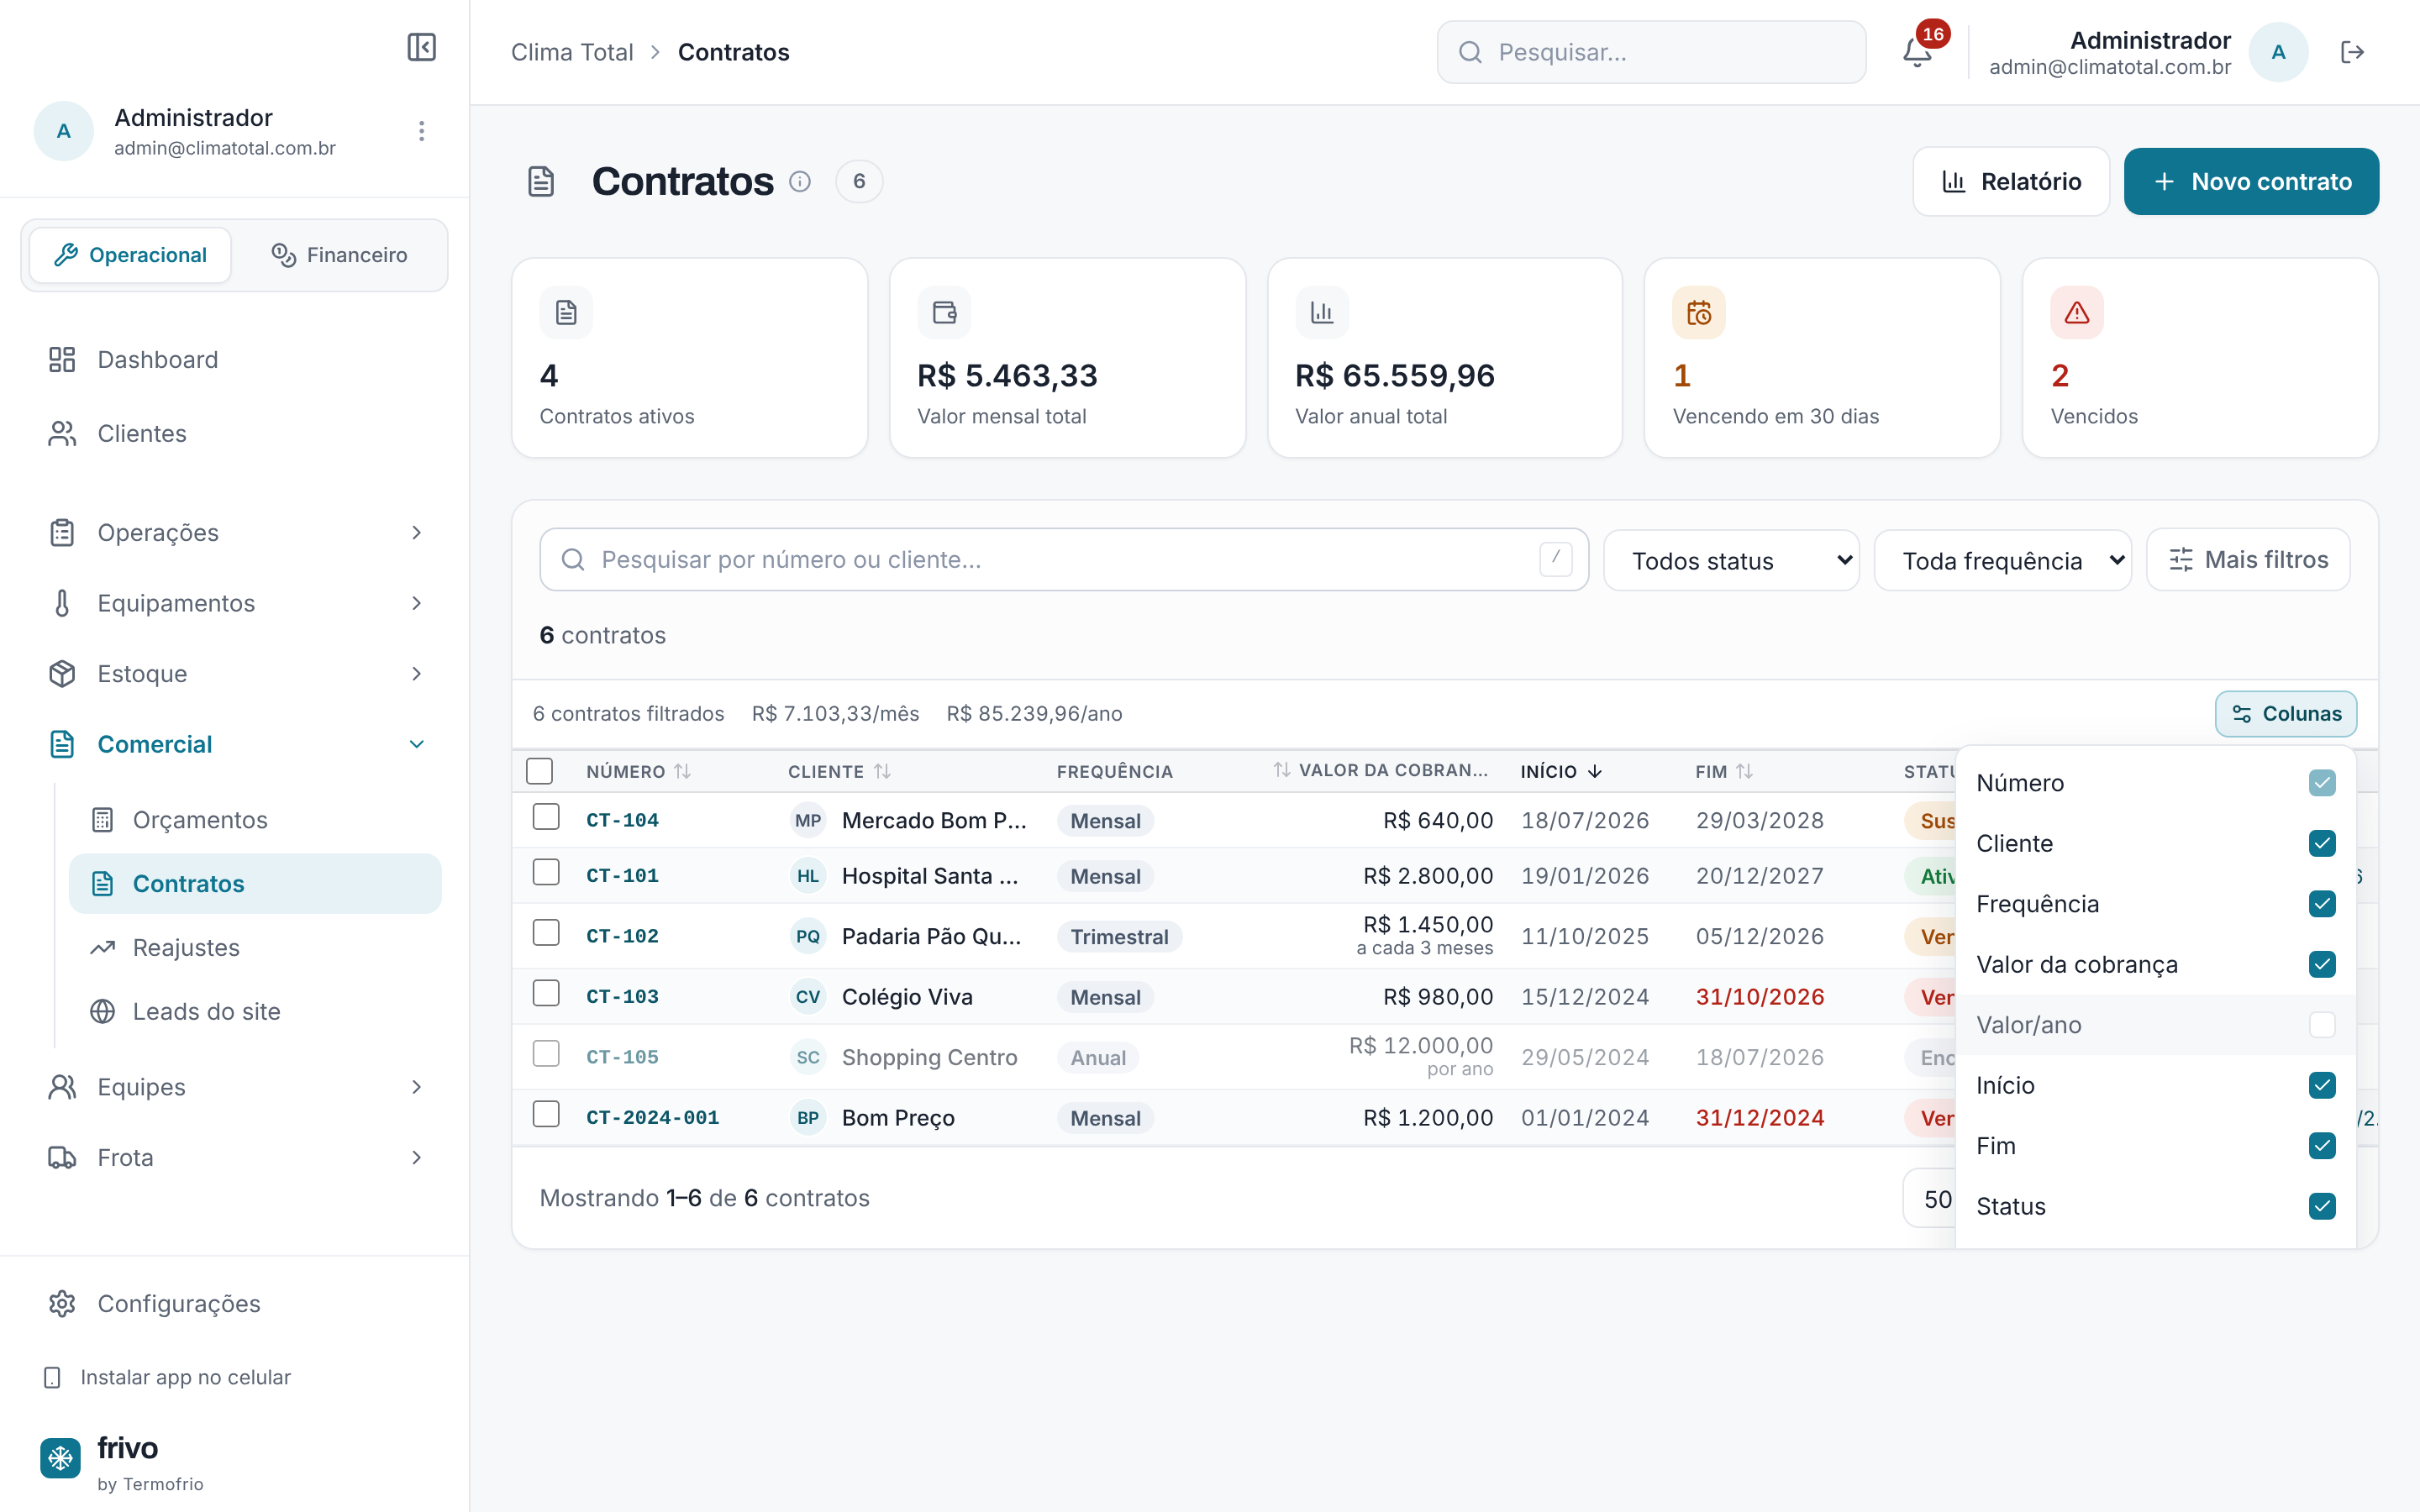 A
Administrador
admin@climatotal.com.br
Operacional
Financeiro
Dashboard
Clientes
Operações
Equipamentos
Estoque
Comercial
Orçamentos
Contratos
Reajustes
Leads do site
Equipes
Frota
Configurações
Instalar app no celular
frivo
by Termofrio
Clima Total > Contratos
Pesquisar...
16
Administrador
admin@climatotal.com.br
A
Contratos 6
Relatório
+ Novo contrato
4
Contratos ativos
R$ 5.463,33
Valor mensal total
R$ 65.559,96
Valor anual total
1
Vencendo em 30 dias
2
Vencidos
Pesquisar por número ou cliente... /
Todos status
Toda frequência
Mais filtros
6 contratos
6 contratos filtrados R$ 7.103,33/mês R$ 85.239,96/ano
Colunas
NÚMERO CLIENTE FREQUÊNCIA VALOR DA COBRAN... INÍCIO FIM STATU
CT-104 MP Mercado Bom P... Mensal R$ 640,00 18/07/2026 29/03/2028 Sus
CT-101 HL Hospital Santa ... Mensal R$ 2.800,00 19/01/2026 20/12/2027 Ativ
CT-102 PQ Padaria Pão Qu... Trimestral R$ 1.450,00 11/10/2025 05/12/2026 Ven
a cada 3 meses
CT-103 CV Colégio Viva Mensal R$ 980,00 15/12/2024 31/10/2026 Ven
CT-105 SC Shopping Centro Anual R$ 12.000,00 29/05/2024 18/07/2026 Enc
por ano
CT-2024-001 BP Bom Preço Mensal R$ 1.200,00 01/01/2024 31/12/2024 Ven
Mostrando 1–6 de 6 contratos
50
Número
Cliente
Frequência
Valor da cobrança
Valor/ano
Início
Fim
Status